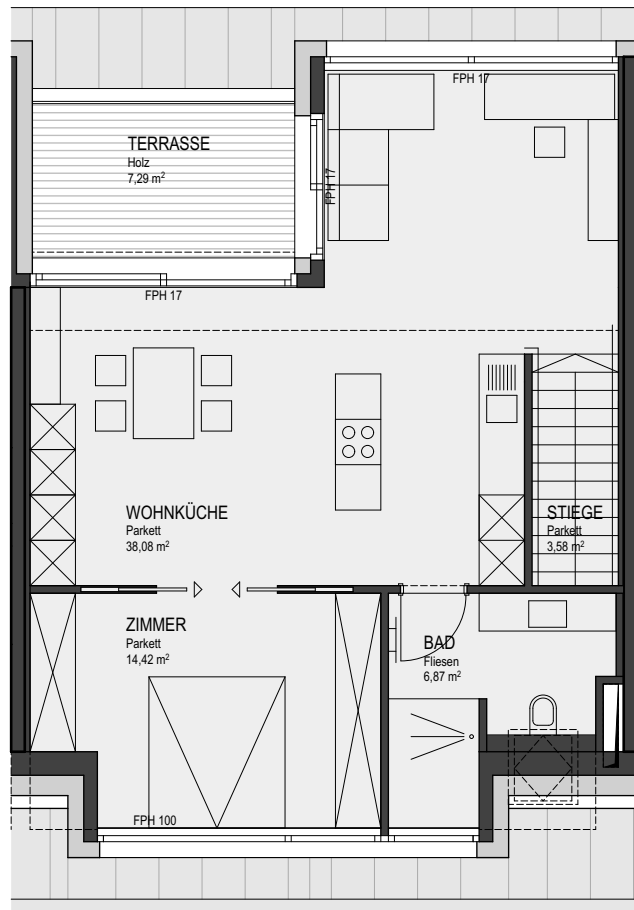 FPH 17
TERRASSE
Holz
7,29 m²
FPH 17
FPH 17
WOHNKÜCHE
Parkett
38,08 m²
STIEGE
Parkett
3,58 m²
ZIMMER
Parkett
14,42 m²
BAD
Fliesen
6,87 m²
FPH 100